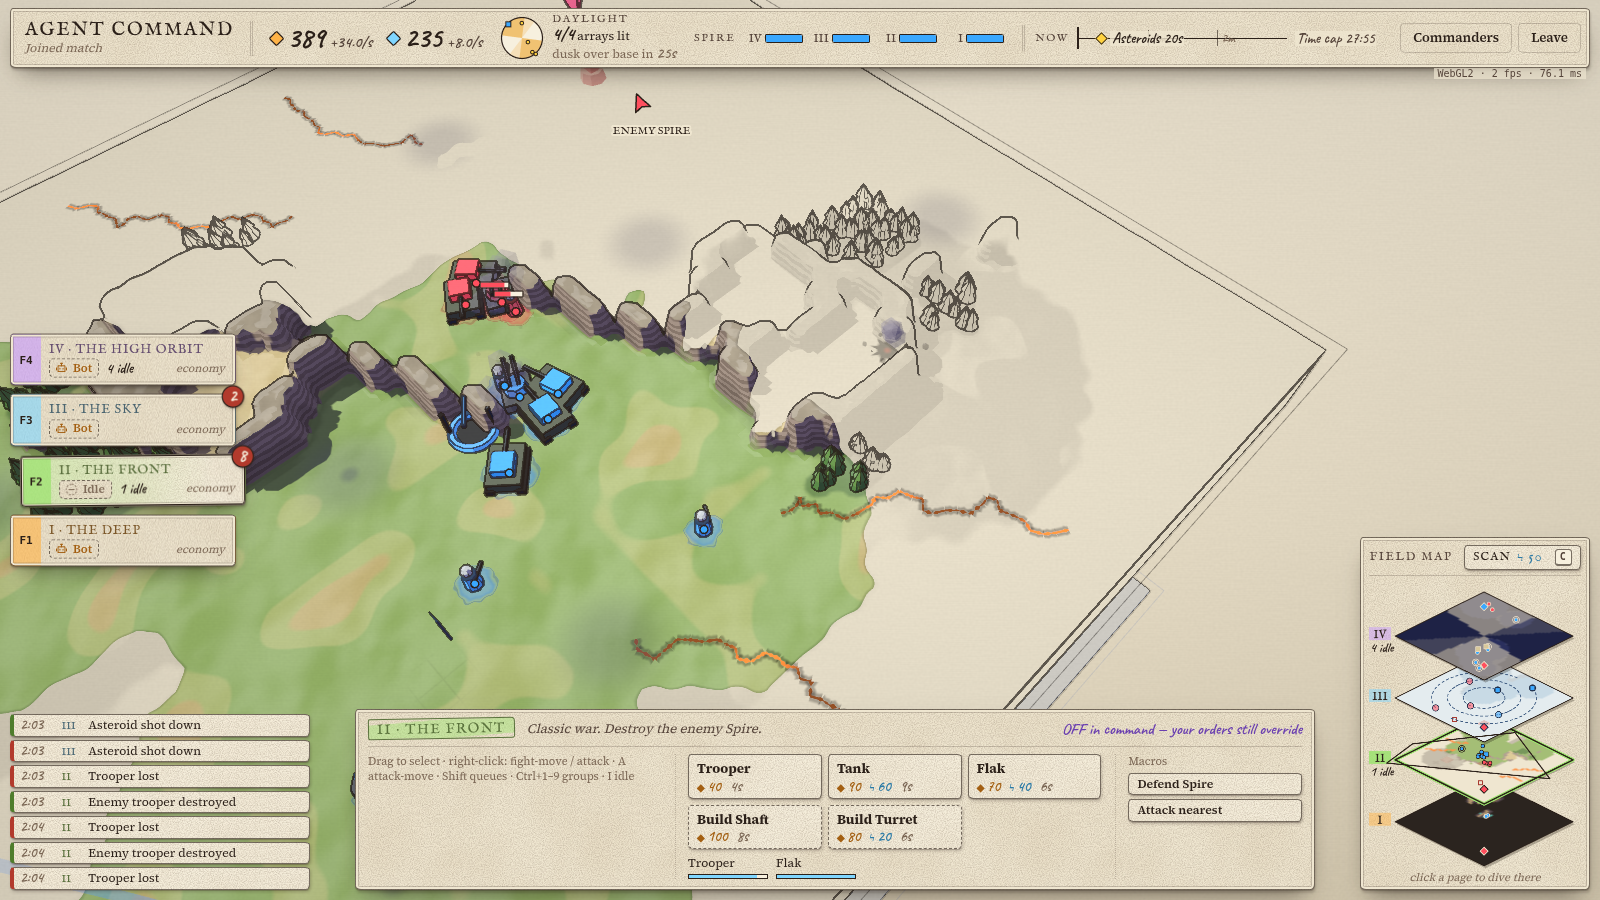 AGENT COMMAND
Joined match
389 +34.0/s
235 +8.0/s
DAYLIGHT
4/4 arrays lit
dusk over base in 25s
SPIRE IV III II I
NOW Asteroids 20s 2m Time cap 27:55
Commanders
Leave
WebGL2 · 2 fps · 76.1 ms
ENEMY SPIRE
F4 IV · THE HIGH ORBIT
Bot 4 idle economy
2
F3 III · THE SKY
Bot economy
8
F2 II · THE FRONT
Idle 1 idle economy
F1 I · THE DEEP
Bot economy
FIELD MAP SCAN ϟ 50 C
IV
4 idle
III
II
1 idle
I
click a page to dive there
2:03 III Asteroid shot down
2:03 III Asteroid shot down
2:03 II Trooper lost
2:03 II Enemy trooper destroyed
2:04 II Trooper lost
2:04 II Enemy trooper destroyed
2:04 II Trooper lost
II · THE FRONT Classic war. Destroy the enemy Spire. OFF in command — your orders still override
Drag to select · right-click: fight-move / attack · A
attack-move · Shift queues · Ctrl+1–9 groups · I idle
Trooper
◆ 40 4s
Tank
◆ 90 ϟ 60 9s
Flak
◆ 70 ϟ 40 6s
Build Shaft
◆ 100 8s
Build Turret
◆ 80 ϟ 20 6s
Trooper Flak
Macros
Defend Spire
Attack nearest